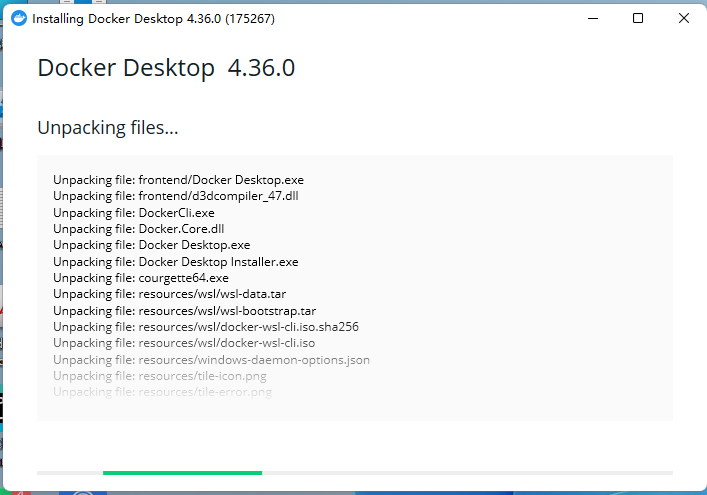 Installing Docker Desktop 4.36.0 (175267)
Docker Desktop 4.36.0
Unpacking files...
Unpacking file: frontend/Docker Desktop.exe
Unpacking file: frontend/d3dcompiler_47.dll
Unpacking file: DockerCli.exe
Unpacking file: Docker.Core.dll
Unpacking file: Docker Desktop.exe
Unpacking file: Docker Desktop Installer.exe
Unpacking file: courgette64.exe
Unpacking file: resources/wsl/wsl-data.tar
Unpacking file: resources/wsl/wsl-bootstrap.tar
Unpacking file: resources/wsl/docker-wsl-cli.iso.sha256
Unpacking file: resources/wsl/docker-wsl-cli.iso
Unpacking file: resources/windows-daemon-options.json
Unpacking file: resources/tile-icon.png
Unpacking file: resources/tile-error.png